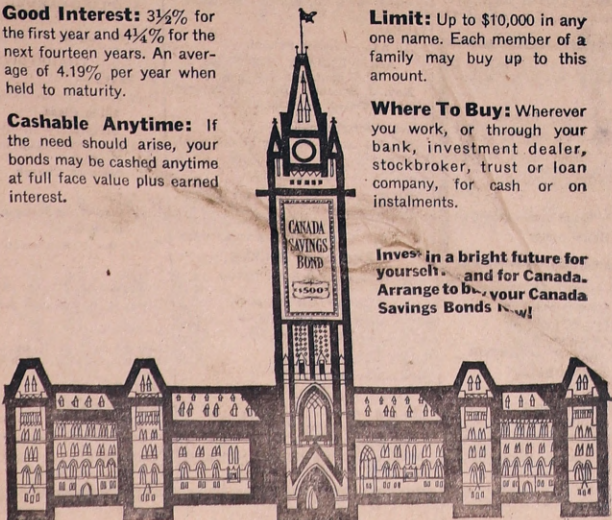 Good Interest: 3½% for
the first year and 4¼% for the
next fourteen years. An aver-
age of 4.19% per year when
held to maturity.
Cashable Anytime: If
the need should arise, your
bonds may be cashed anytime
at full face value plus earned
interest.
CANADA
SAVINGS
BOND
$500
Limit: Up to $10,000 in any
one name. Each member of a
family may buy up to this
amount.
Where To Buy: Wherever
you work, or through your
bank, investment dealer,
stockbroker, trust or loan
company, for cash or on
instalments.
in a bright future for
and for Canada.
Arrange to your Canada
Savings Bonds